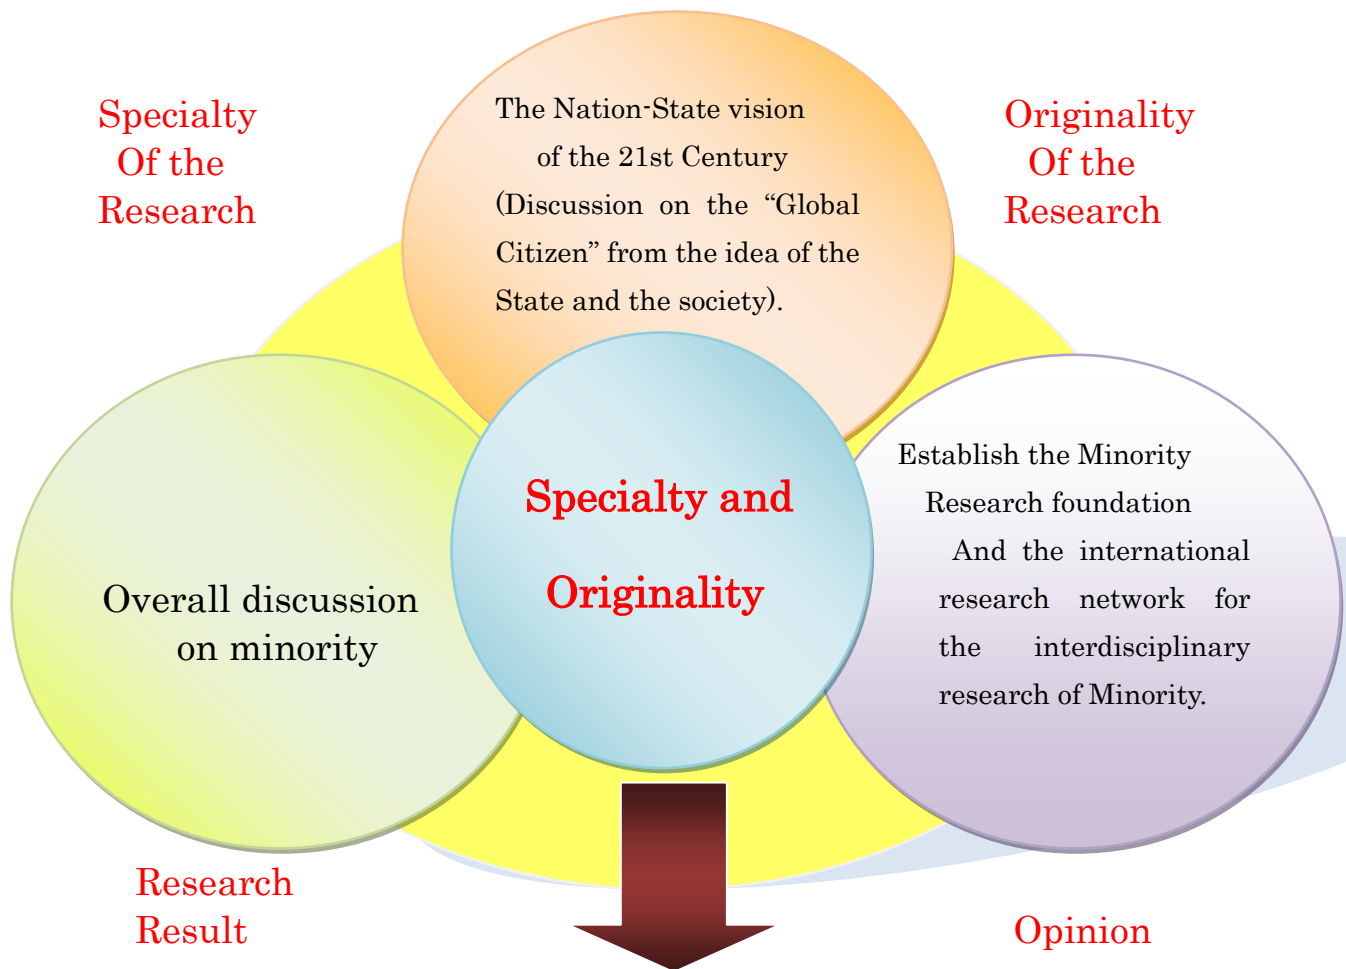 Specialty
Of the
Research
The Nation-State vision
of the 21st Century
(Discussion on the “Global
Citizen” from the idea of the
State and the society).
Originality
Of the
Research
Overall discussion
on minority
Specialty and
Originality
Establish the Minority
Research foundation
And the international
research network for
the interdisciplinary
research of Minority.
Research
Result
Opinion